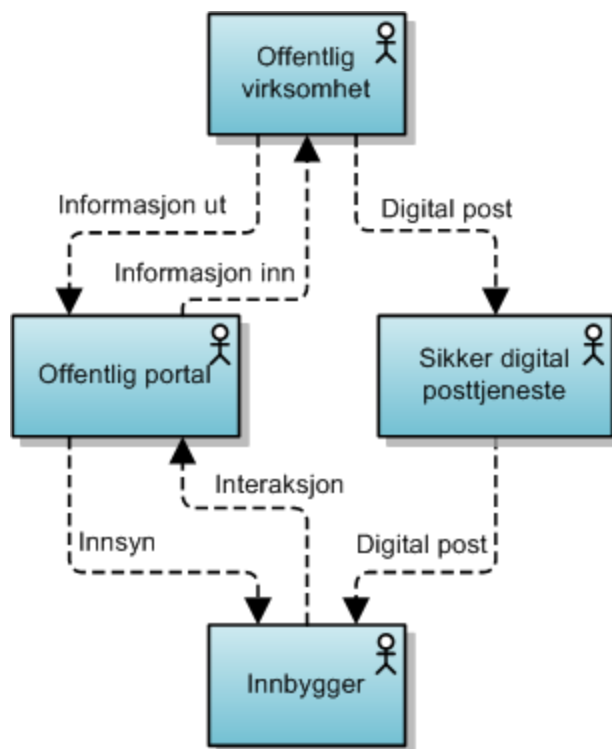 Offentlig
virksomhet
Informasjon ut
Digital post
Informasjon inn
Offentlig portal
Sikker digital
posttjeneste
Interaksjon
Innsyn
Digital post
Innbygger